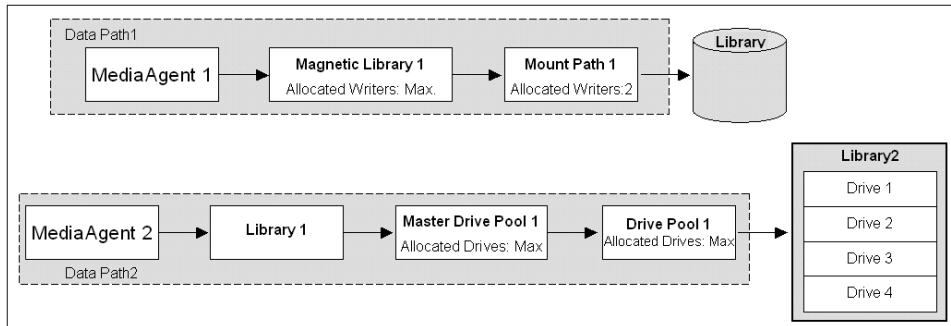 Data Path1
MediaAgent 1
Magnetic Library 1
Allocated Writers: Max.
Mount Path 1
Allocated Writers:2
Library
MediaAgent 2
Library 1
Master Drive Pool 1
Allocated Drives: Max
Drive Pool 1
Allocated Drives: Max
Data Path2
Library2
Drive 1
Drive 2
Drive 3
Drive 4